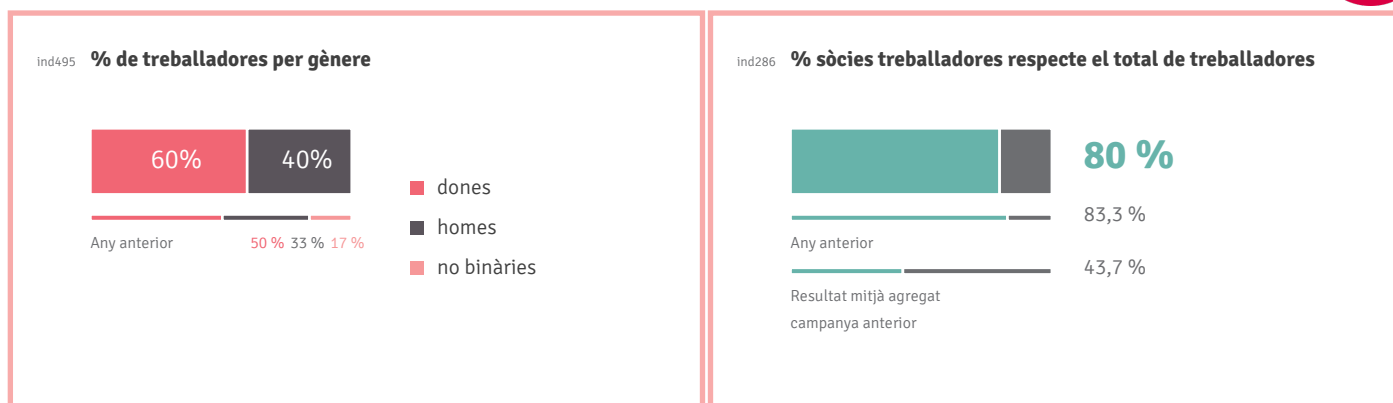 ind495 % de treballadores per gènere
60% 40%
dones
homes
no binàries
Any anterior 50 % 33 % 17 %
ind286 % sòcies treballadores respecte el total de treballadores
80 %
83,3 %
Any anterior
43,7 %
Resultat mitjà agregat
campanya anterior